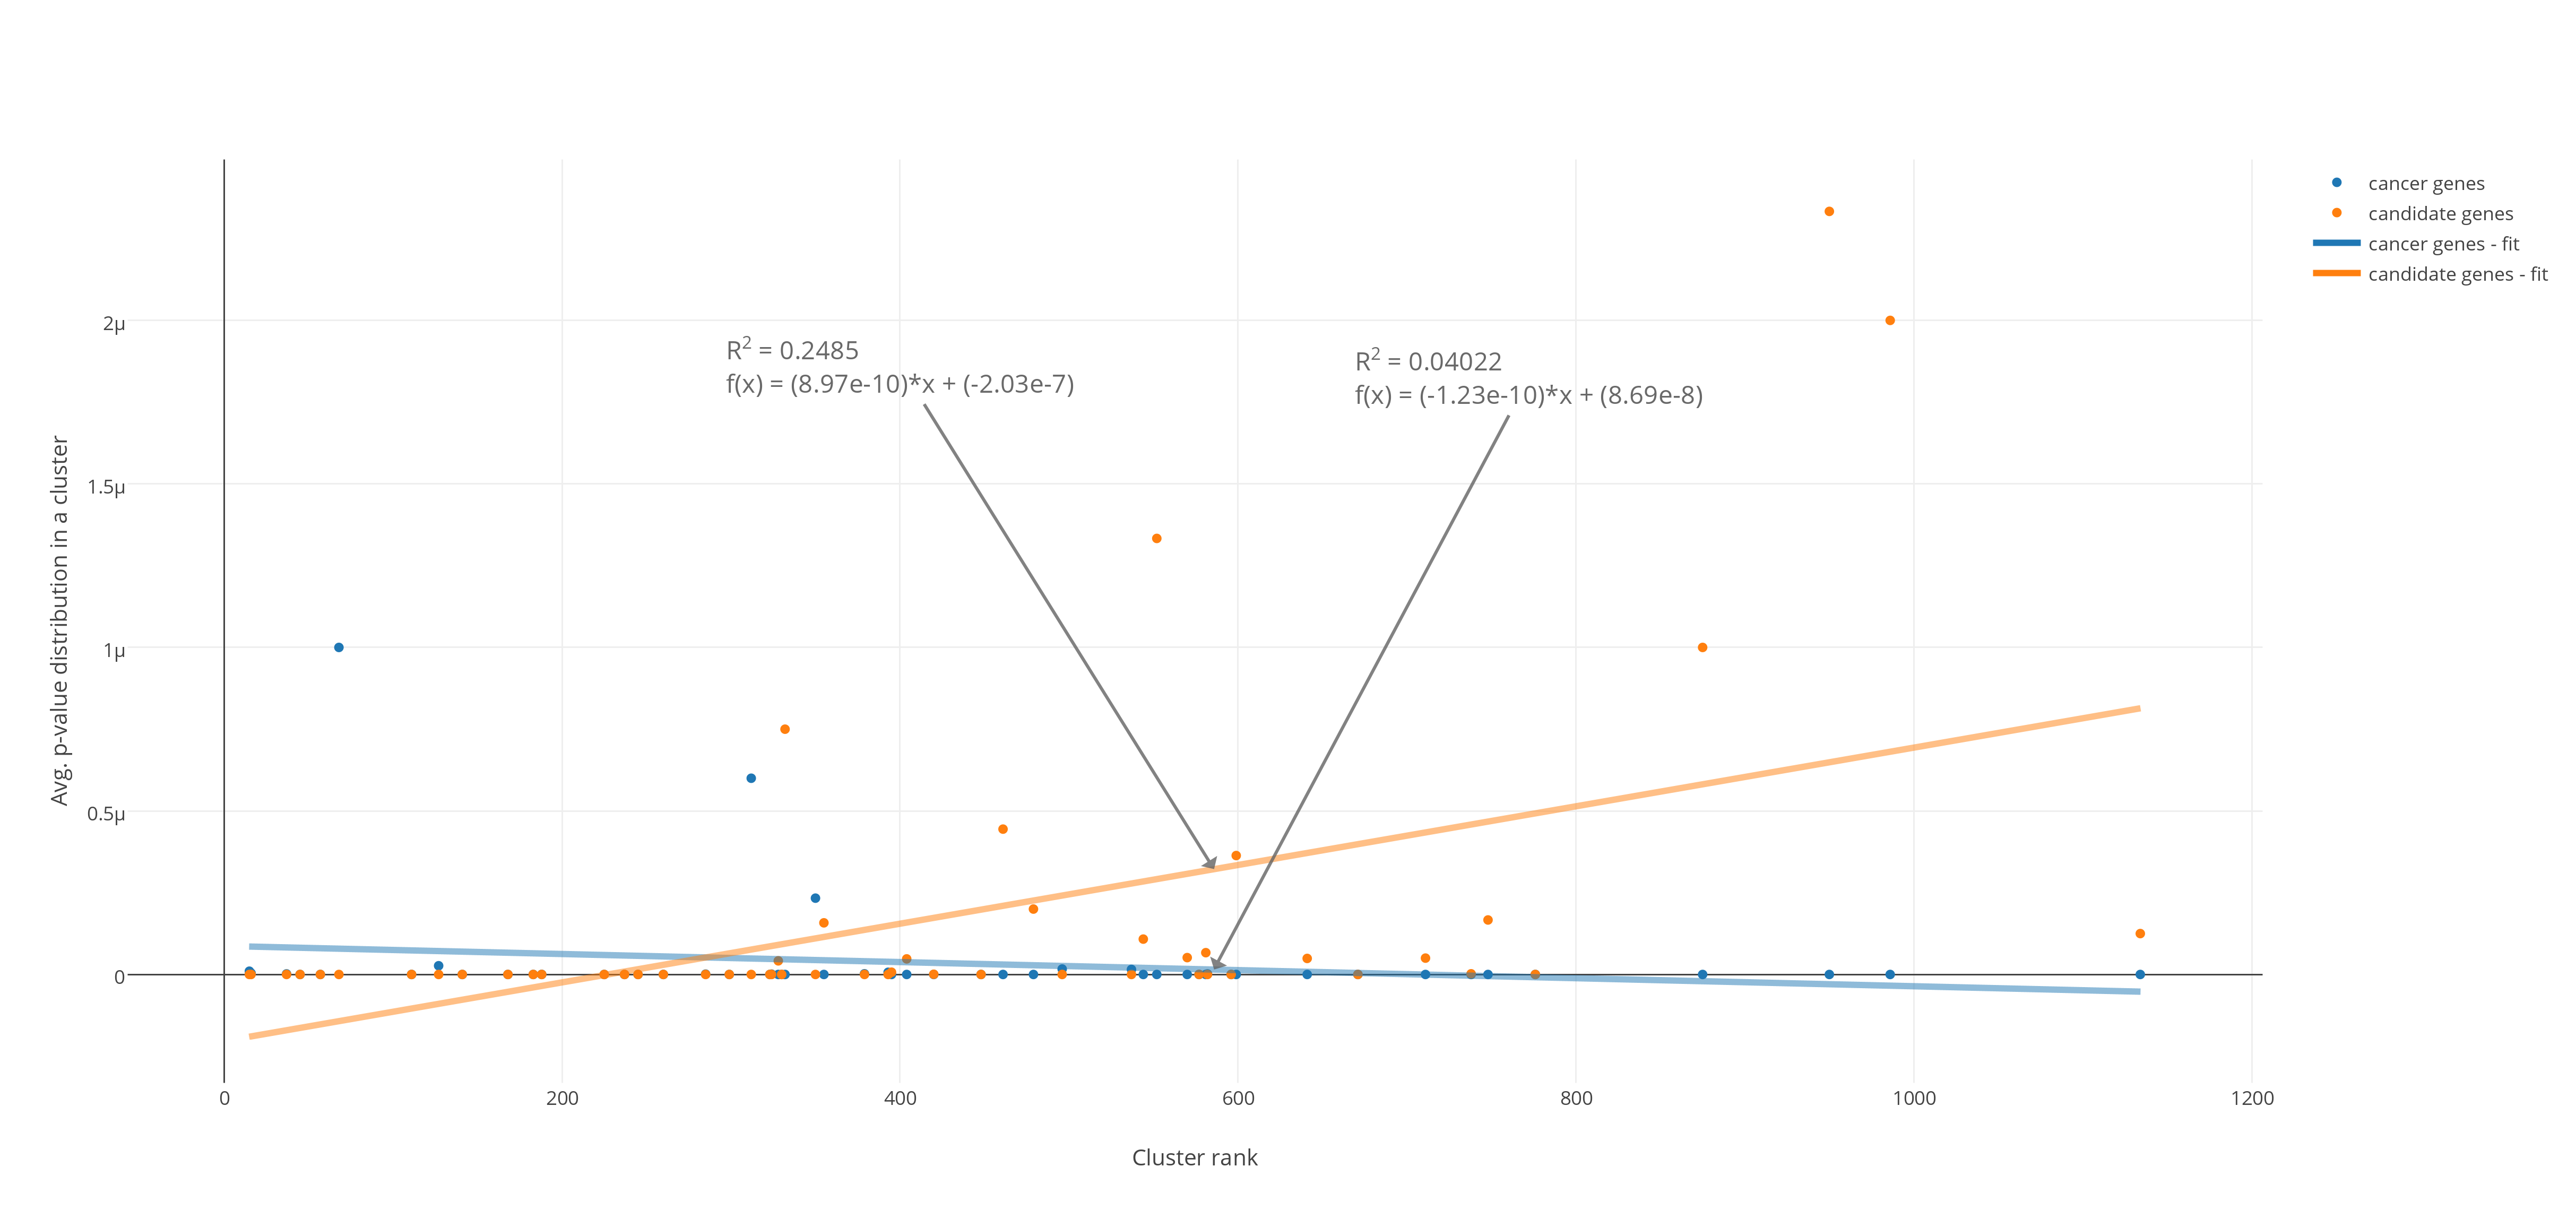 cancer genes
candidate genes
cancer genes - fit
candidate genes - fit
R² = 0.2485
f(x) = (8.97e-10)*x + (-2.03e-7)
R² = 0.04022
f(x) = (-1.23e-10)*x + (8.69e-8)
Avg. p-value distribution in a cluster
2µ
1.5µ
1µ
0.5µ
0
0 200 400 600 800 1000 1200
Cluster rank